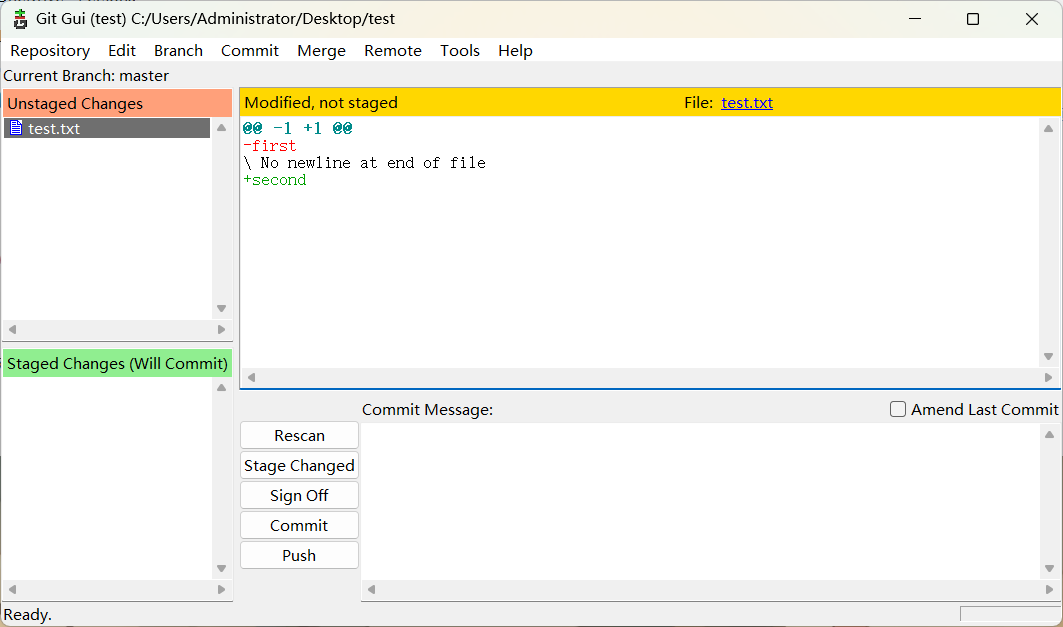 Git Gui (test) C:/Users/Administrator/Desktop/test
Repository Edit Branch Commit Merge Remote Tools Help
Current Branch: master
Unstaged Changes
test.txt
Modified, not staged File: test.txt
@@ -1 +1 @@
-first
\ No newline at end of file
+second
Staged Changes (Will Commit)
Commit Message:
Amend Last Commit
Rescan
Stage Changed
Sign Off
Commit
Push
Ready.